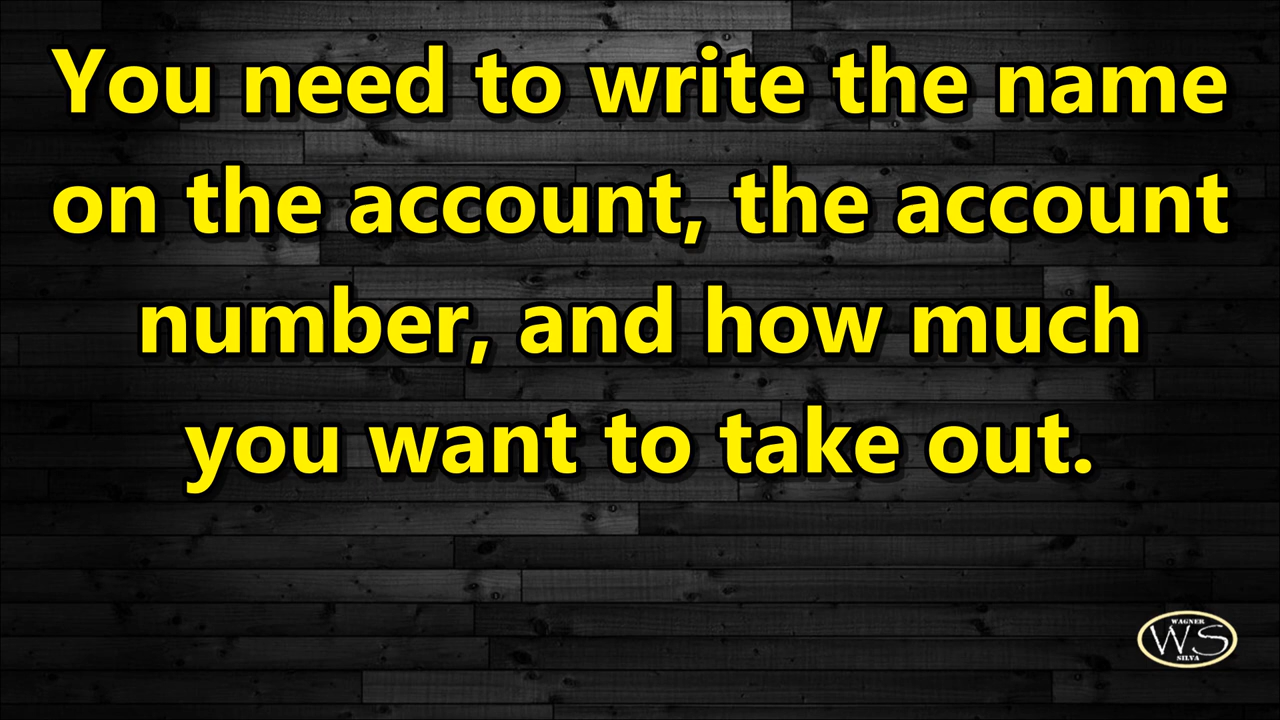 You need to write the name
on the account, the account
number, and how much
you want to take out.
WAGNER
WS
SILVA